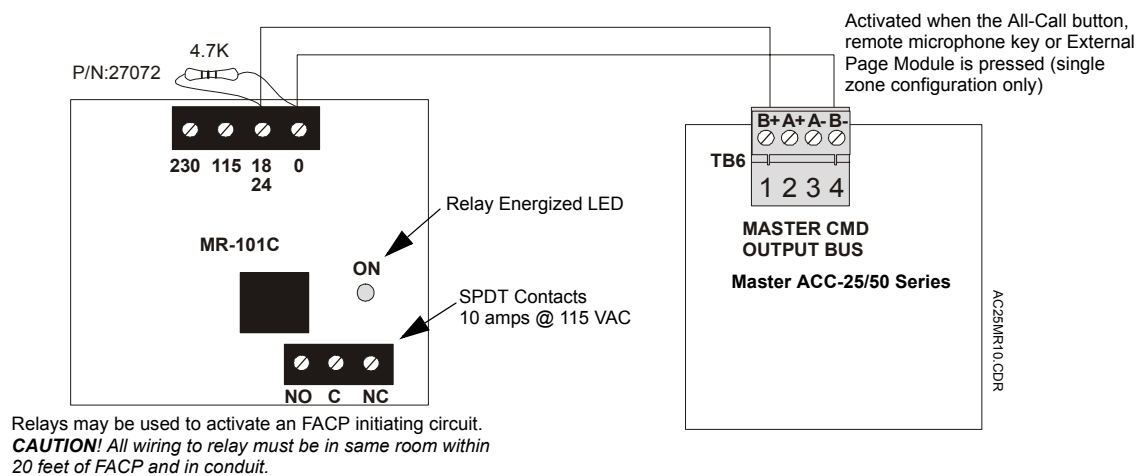 Activated when the All-Call button,
remote microphone key or External
Page Module is pressed (single
zone configuration only)
4.7K
P/N:27072
230 115 18 0
24
MR-101C
ON
Relay Energized LED
SPDT Contacts
10 amps @ 115 VAC
NO C NC
B+ A+ A- B-
TB6
1 2 3 4
MASTER CMD
OUTPUT BUS
Master ACC-25/50 Series
AC25MR10.CDR
Relays may be used to activate an FACP initiating circuit.
CAUTION! All wiring to relay must be in same room within
20 feet of FACP and in conduit.